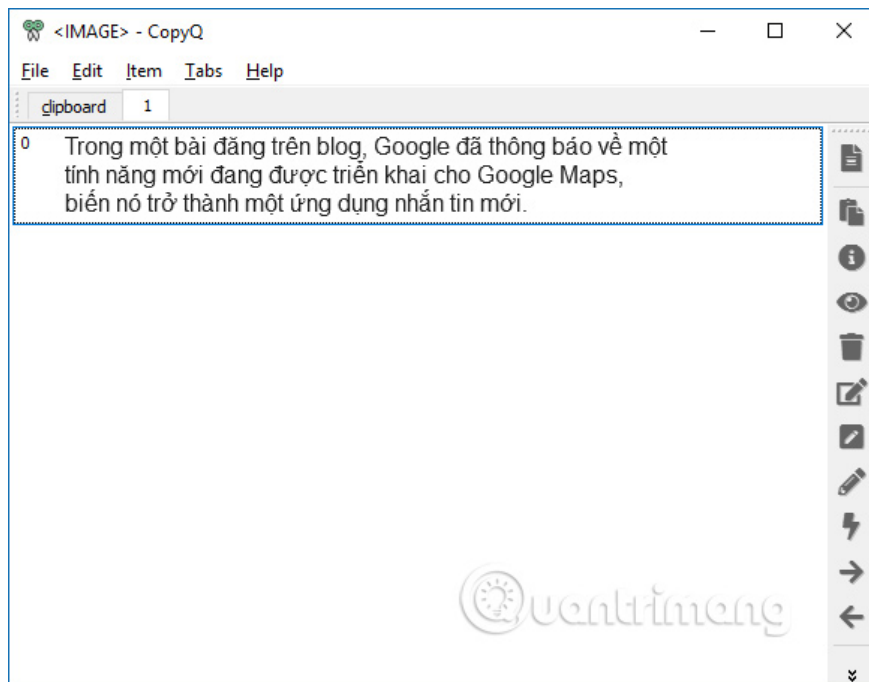 <IMAGE> - CopyQ
File Edit Item Tabs Help
clipboard 1
0 Trong một bài đăng trên blog, Google đã thông báo về một
tính năng mới đang được triển khai cho Google Maps,
biến nó trở thành một ứng dụng nhắn tin mới.
Quantrimang